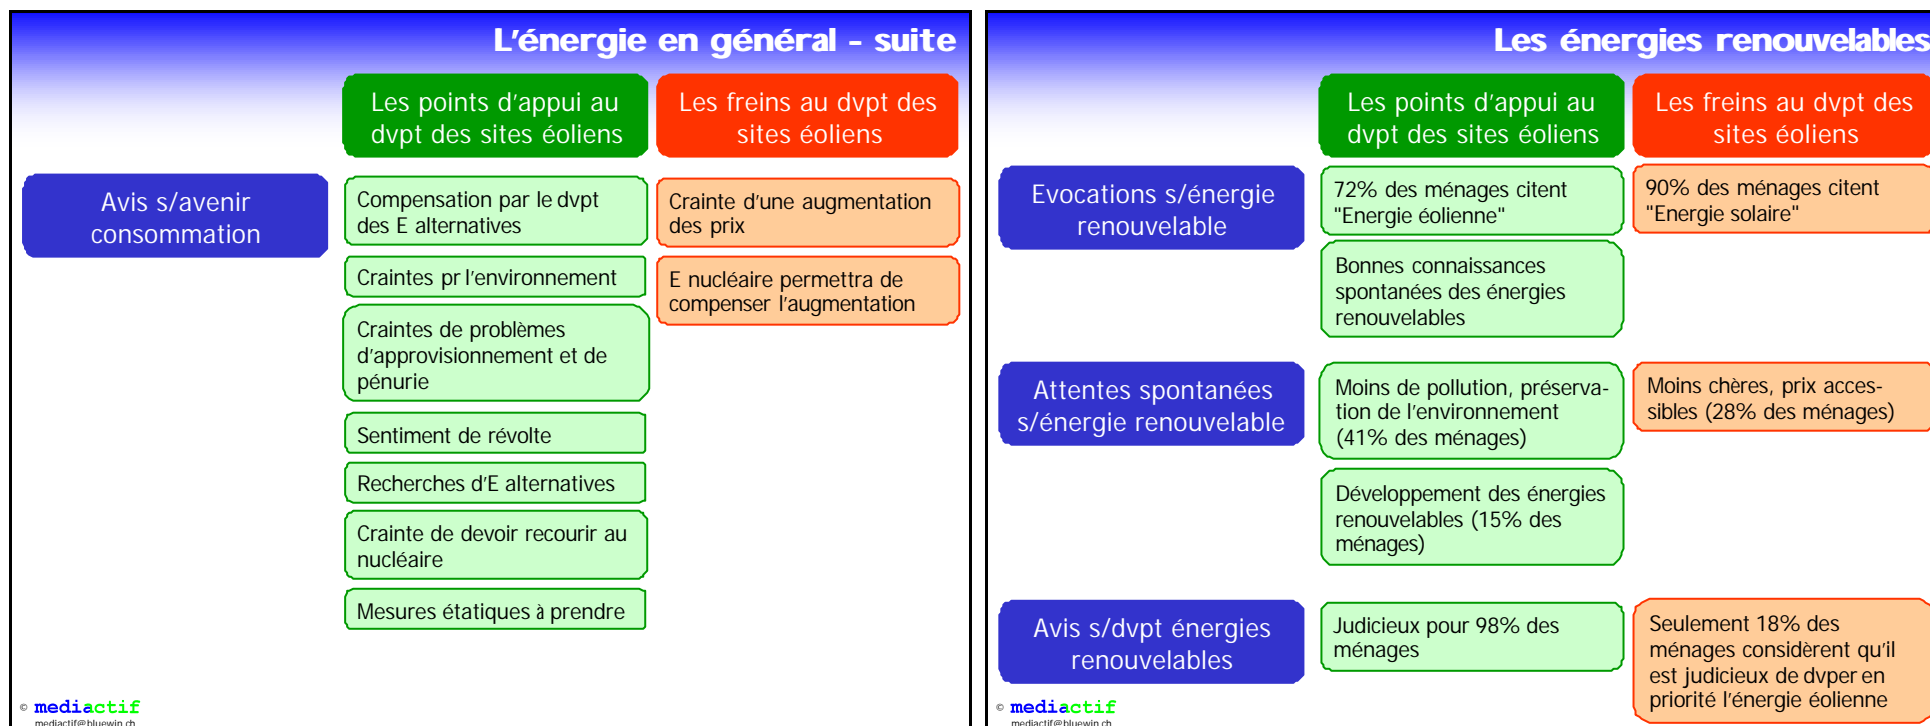 L'énergie en général - suite
Les points d'appui au
dvpt des sites éoliens
Les freins au dvpt des
sites éoliens
Avis s/avenir
consommation
Compensation par le dvpt
des E alternatives
Crainte d'une augmentation
des prix
Craintes pr l'environnement
E nucléaire permettra de
compenser l'augmentation
Craintes de problèmes
d'approvisionnement et de
pénurie
Sentiment de révolte
Recherches d'E alternatives
Crainte de devoir recourir au
nucléaire
Mesures étatiques à prendre
© mediactif
mediactif@bluewin.ch
Les énergies renouvelables
Les points d'appui au
dvpt des sites éoliens
Les freins au dvpt des
sites éoliens
Evocations s/énergie
renouvelable
72% des ménages citent
"Energie éolienne"
90% des ménages citent
"Energie solaire"
Bonnes connaissances
spontanées des énergies
renouvelables
Attentes spontanées
s/énergie renouvelable
Moins de pollution, préserva-
tion de l'environnement
(41% des ménages)
Moins chères, prix acces-
sibles (28% des ménages)
Développement des énergies
renouvelables (15% des
ménages)
Avis s/dvpt énergies
renouvelables
Judicieux pour 98% des
ménages
Seulement 18% des
ménages considèrent qu'il
est judicieux de dvper en
priorité l'énergie éolienne
© mediactif
mediactif@bluewin.ch